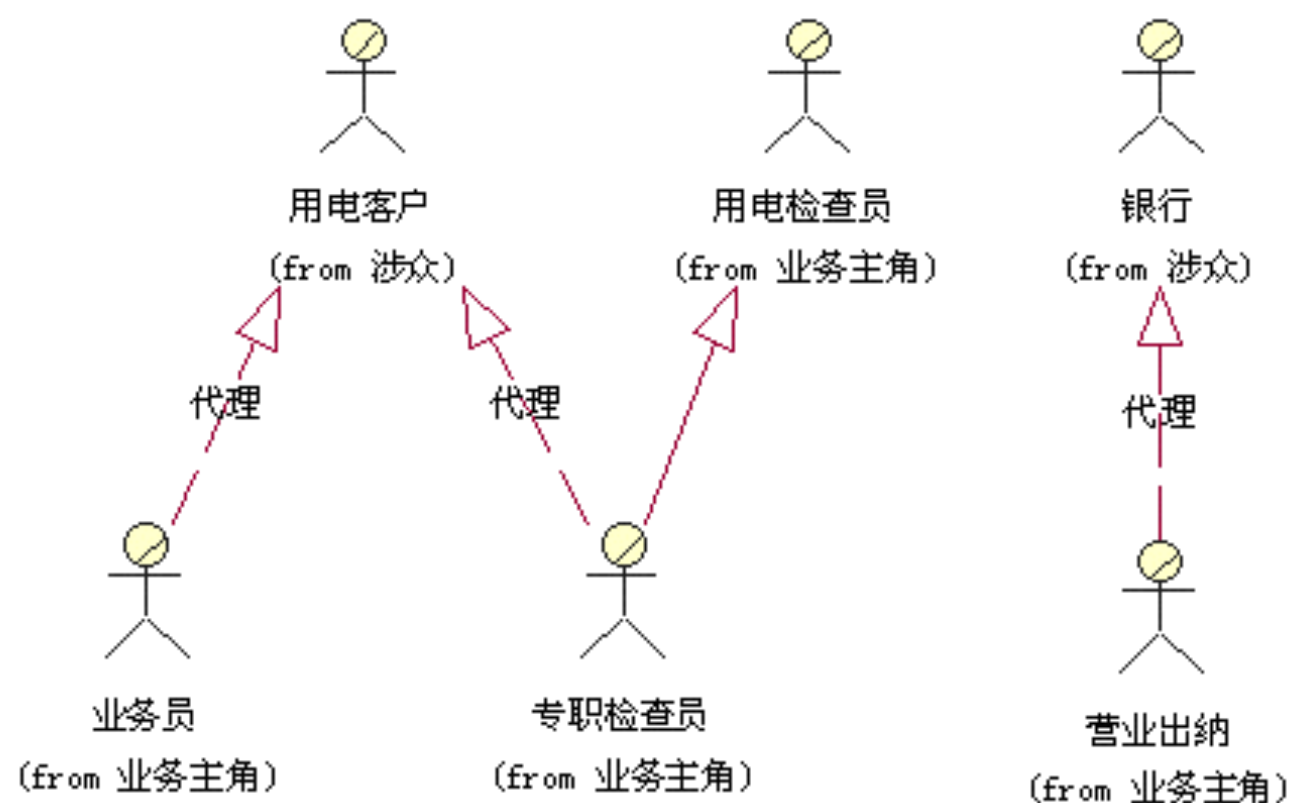 用电客户
(from 涉众)
用电检查员
(from 业务主角)
银行
(from 涉众)
代理
代理
代理
业务员
(from 业务主角)
专职检查员
(from 业务主角)
营业出纳
(from 业务主角)